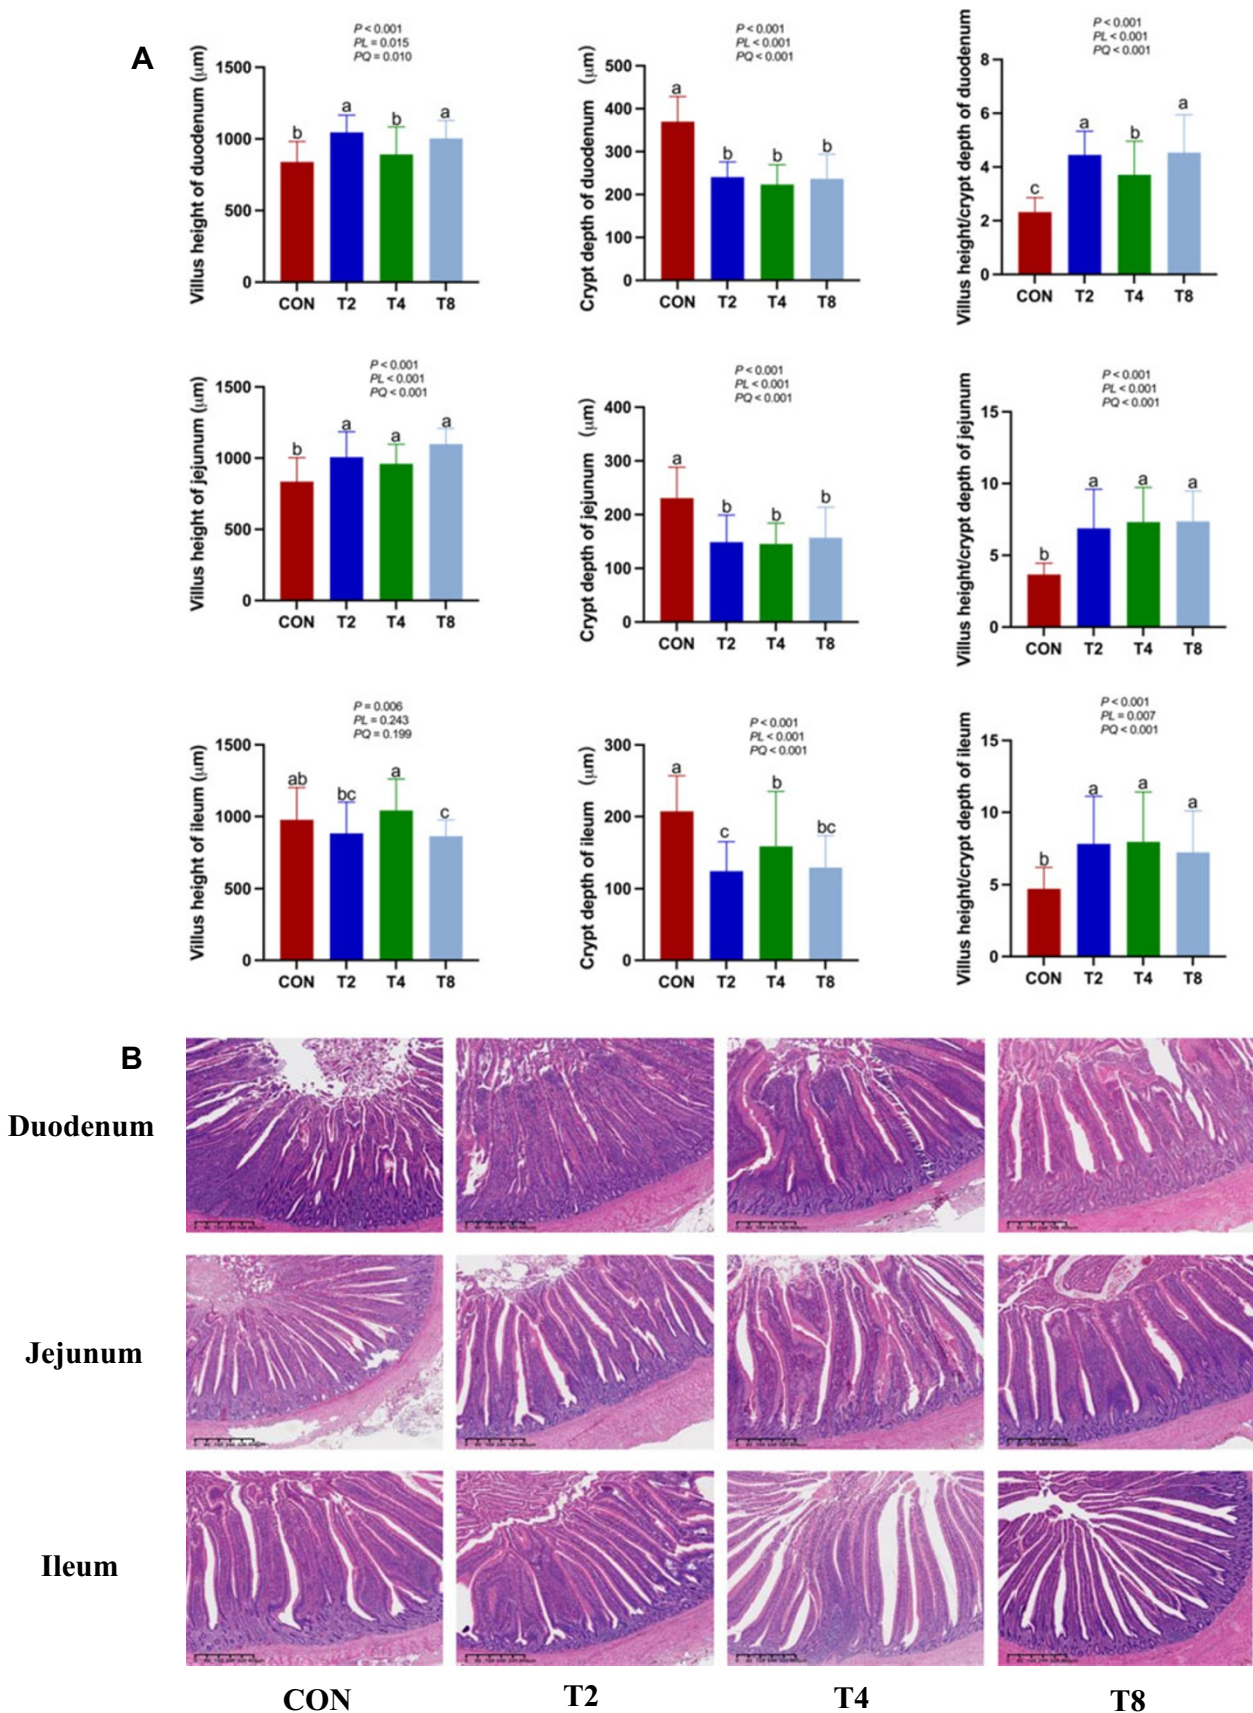 A
P < 0.001
PL = 0.015
PQ = 0.010
Villus height of duodenum (μm)
1500
1000
500
0
b
a
b
a
CON T2 T4 T8
P < 0.001
PL < 0.001
PQ < 0.001
Crypt depth of duodenum (μm)
500
400
300
200
100
0
a
b
b
b
CON T2 T4 T8
P < 0.001
PL < 0.001
PQ < 0.001
Villus height/crypt depth of duodenum
8
6
4
2
0
c
a
b
a
CON T2 T4 T8
P < 0.001
PL < 0.001
PQ < 0.001
Villus height of jejunum (μm)
1500
1000
500
0
b
a
a
a
CON T2 T4 T8
P < 0.001
PL < 0.001
PQ < 0.001
Crypt depth of jejunum (μm)
400
300
200
100
0
a
b
b
b
CON T2 T4 T8
P < 0.001
PL < 0.001
PQ < 0.001
Villus height/crypt depth of jejunum
15
10
5
0
b
a
a
a
CON T2 T4 T8
P = 0.006
PL = 0.243
PQ = 0.199
Villus height of ileum (μm)
1500
1000
500
0
ab
bc
a
c
CON T2 T4 T8
P < 0.001
PL < 0.001
PQ < 0.001
Crypt depth of ileum (μm)
300
200
100
0
a
c
b
bc
CON T2 T4 T8
P < 0.001
PL = 0.007
PQ < 0.001
Villus height/crypt depth of ileum
15
10
5
0
b
a
a
a
CON T2 T4 T8
B
Duodenum
Jejunum
Ileum
CON T2 T4 T8